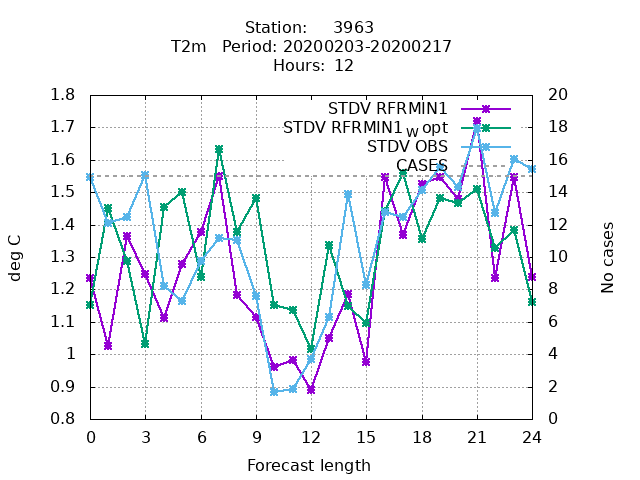 Station: 3963
T2m Period: 20200203-20200217
Hours: 12
STDV RFRMIN1
STDV RFRMIN1w opt
STDV OBS
CASES
1.8
1.7
1.6
1.5
1.4
1.3
1.2
1.1
1
0.9
0.8
deg C
20
18
16
14
12
10
8
6
4
2
0
No cases
0 3 6 9 12 15 18 21 24
Forecast length